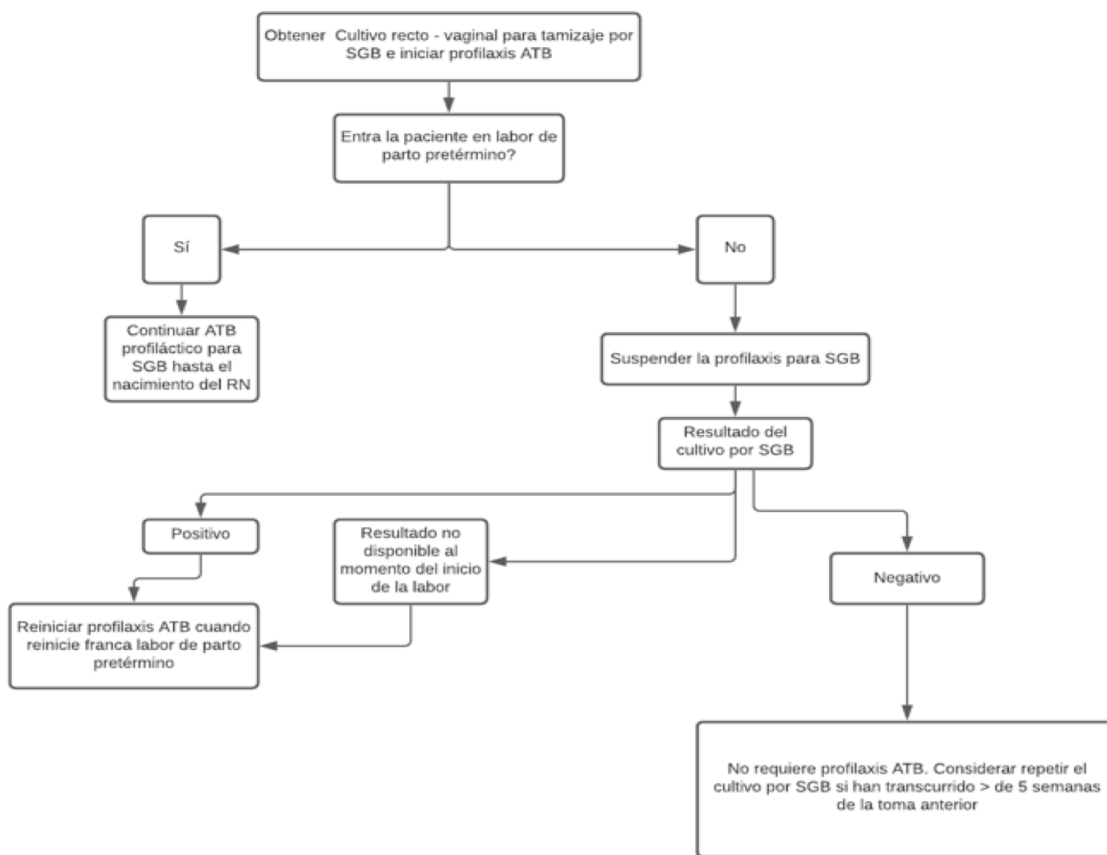 Obtener Cultivo recto - vaginal para tamizaje por
SGB e iniciar profilaxis ATB
Entra la paciente en labor de
parto pretérmino?
Sí
No
Continuar ATB
profiláctico para
SGB hasta el
nacimiento del RN
Suspender la profilaxis para SGB
Resultado del
cultivo por SGB
Positivo
Resultado no
disponible al
momento del inicio
de la labor
Negativo
Reiniciar profilaxis ATB cuando
reinicie franca labor de parto
pretérmino
No requiere profilaxis ATB. Considerar repetir el
cultivo por SGB si han transcurrido > de 5 semanas
de la toma anterior